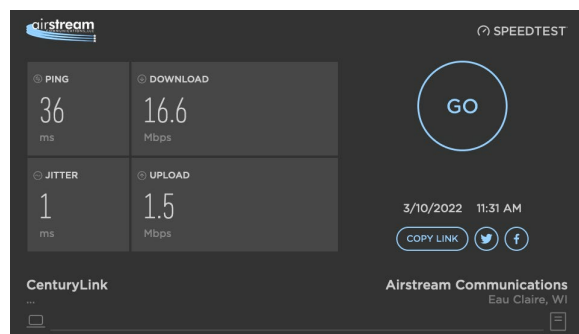 airstream
SPEEDTEST
PING
36
ms
DOWNLOAD
16.6
Mbps
JITTER
1
ms
UPLOAD
1.5
Mbps
GO
3/10/2022 11:31 AM
COPY LINK
CenturyLink
...
Airstream Communications
Eau Claire, WI